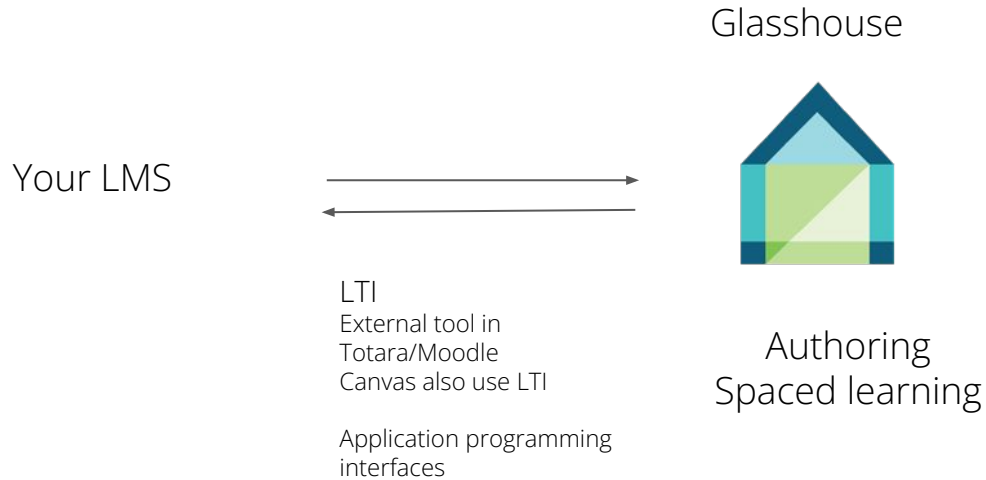 Glasshouse
Your LMS
LTI
External tool in
Totara/Moodle
Canvas also use LTI
Application programming
interfaces
Authoring
Spaced learning